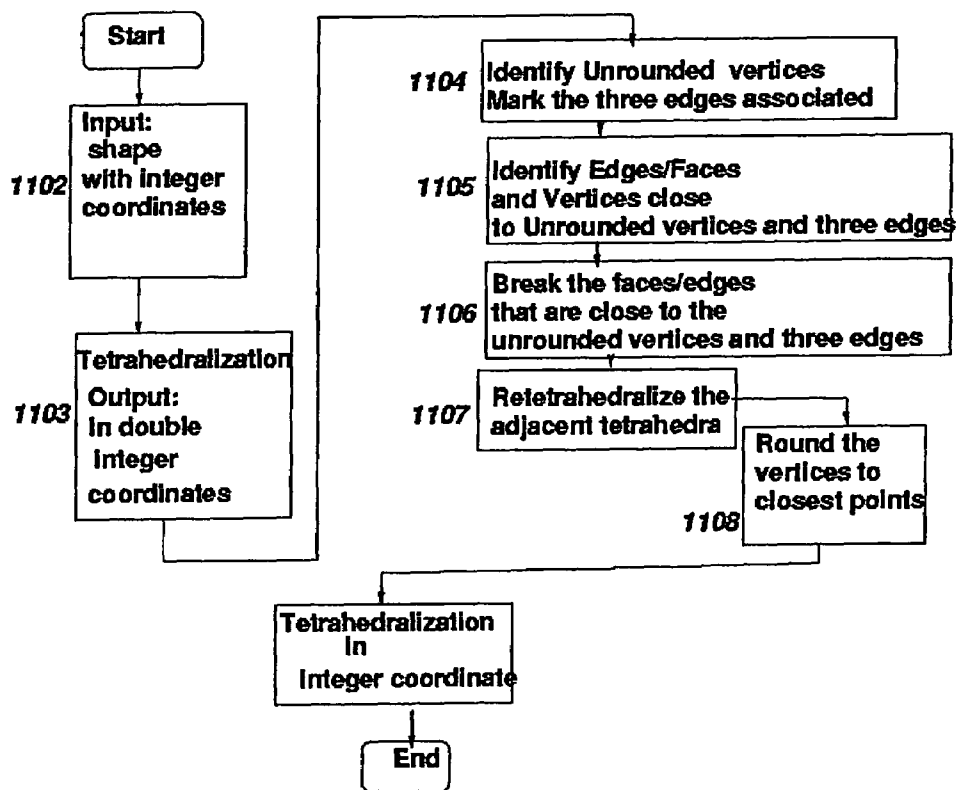 Start
1102
Input:
shape
with integer
coordinates
1103
Tetrahedralization
Output:
In double
Integer
coordinates
1104
Identify Unrounded vertices
Mark the three edges associated
1105
Identify Edges/Faces
and Vertices close
to Unrounded vertices and three edges
1106
Break the faces/edges
that are close to the
unrounded vertices and three edges
1107
Retetrahedralize the
adjacent tetrahedra
1108
Round the
vertices to
closest points
Tetrahedralization
In
Integer coordinate
End